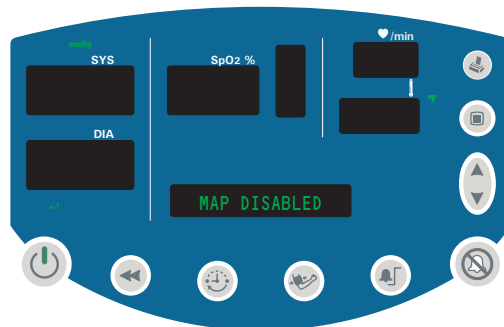 mmHg
SYS
SpO2 %
/min
°F
DIA
MAP DISABLED